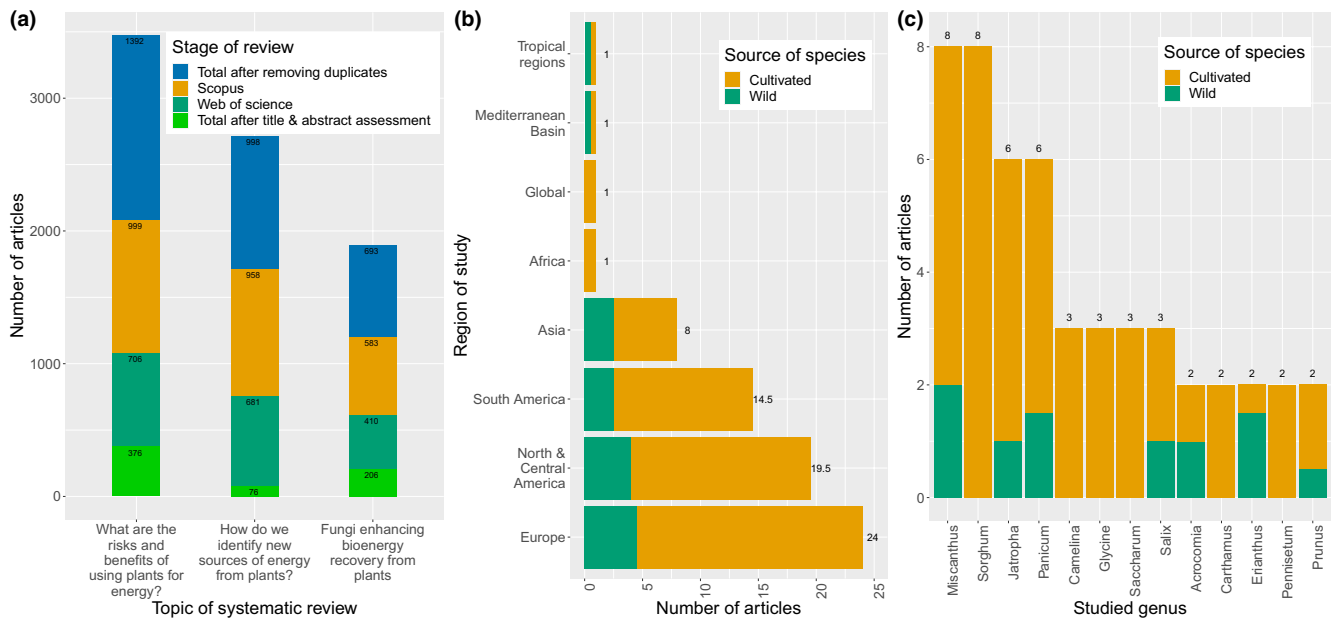 (a)
Number of articles
3000
2000
1000
0
Stage of review
Total after removing duplicates
Scopus
Web of science
Total after title & abstract assessment
1392
999
706
376
998
958
681
76
693
583
410
206
What are the
risks and
benefits of
using plants for
energy?
How do we
identify new
sources of energy
from plants?
Fungi enhancing
bioenergy
recovery from
plants
Topic of systematic review
(b)
Region of study
Tropical
regions
Mediterranean
Basin
Global
Africa
Asia
South America
North &
Central
America
Europe
Source of species
Cultivated
Wild
1
1
1
1
8
14.5
19.5
24
0
5
10
15
20
25
Number of articles
(c)
Number of articles
8
6
4
2
0
Source of species
Cultivated
Wild
8
8
6
6
3
3
3
3
2
2
2
2
2
Miscanthus
Sorghum
Jatropha
Panicum
Camelina
Glycine
Saccharum
Salix
Acrocomia
Carthamus
Erianthus
Pennisetum
Prunus
Studied genus